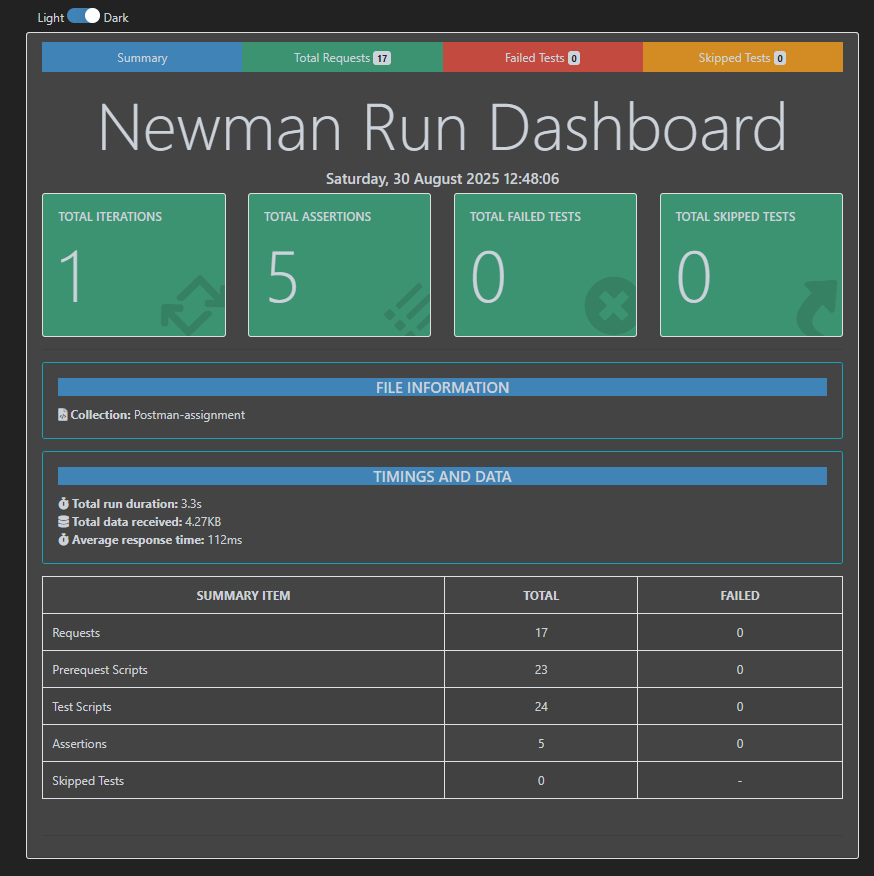 Light Dark
Summary Total Requests 17 Failed Tests 0 Skipped Tests 0
Newman Run Dashboard
Saturday, 30 August 2025 12:48:06
TOTAL ITERATIONS TOTAL ASSERTIONS TOTAL FAILED TESTS TOTAL SKIPPED TESTS
1 5 0 0
FILE INFORMATION
Collection: Postman-assignment
TIMINGS AND DATA
Total run duration: 3.3s
Total data received: 4.27KB
Average response time: 112ms
SUMMARY ITEM TOTAL FAILED
Requests 17 0
Prerequest Scripts 23 0
Test Scripts 24 0
Assertions 5 0
Skipped Tests 0 -